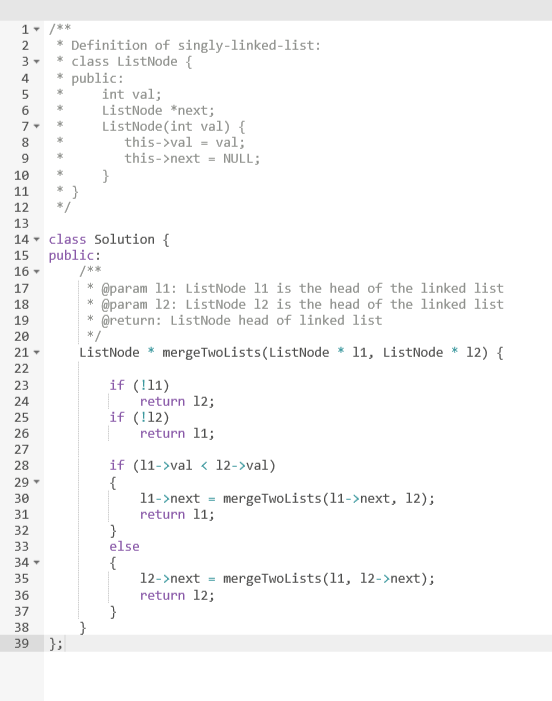 1 /**
2  * Definition of singly-linked-list:
3  * class ListNode {
4  * public:
5  *     int val;
6  *     ListNode *next;
7  *     ListNode(int val) {
8  *        this->val = val;
9  *        this->next = NULL;
10  *     }
11  * }
12  */
13
14 class Solution {
15 public:
16     /**
17      * @param l1: ListNode l1 is the head of the linked list
18      * @param l2: ListNode l2 is the head of the linked list
19      * @return: ListNode head of linked list
20      */
21     ListNode * mergeTwoLists(ListNode * l1, ListNode * l2) {
22
23         if (!l1)
24             return l2;
25         if (!l2)
26             return l1;
27
28         if (l1->val < l2->val)
29         {
30             l1->next = mergeTwoLists(l1->next, l2);
31             return l1;
32         }
33         else
34         {
35             l2->next = mergeTwoLists(l1, l2->next);
36             return l2;
37         }
38     }
39 };